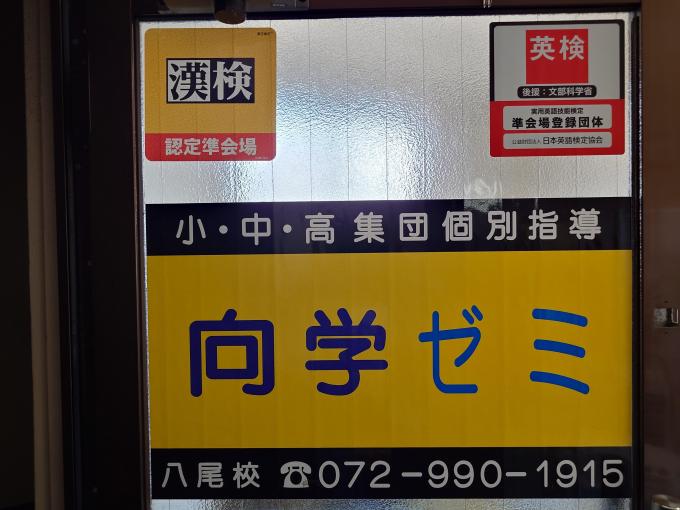 漢検
認定準会場
英検
後援：文部科学省
実用英語技能検定
準会場登録団体
公益財団法人 日本英語検定協会
小・中・高 集団個別指導
向学ゼミ
八尾校 ☎072-990-1915